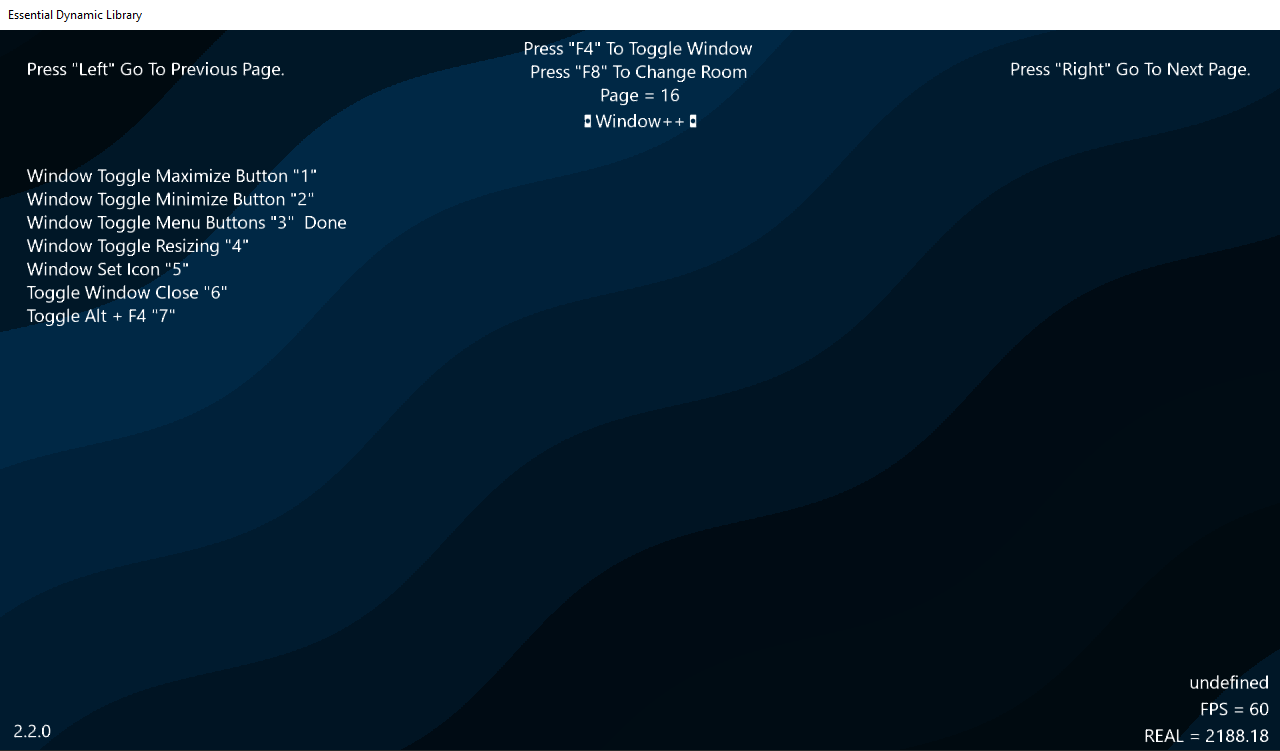 Essential Dynamic Library
Press "F4" To Toggle Window
Press "Left" Go To Previous Page.
Press "F8" To Change Room
Press "Right" Go To Next Page.
Page = 16
Window++
Window Toggle Maximize Button "1"
Window Toggle Minimize Button "2"
Window Toggle Menu Buttons "3"  Done
Window Toggle Resizing "4"
Window Set Icon "5"
Toggle Window Close "6"
Toggle Alt + F4 "7"
undefined
FPS = 60
2.2.0
REAL = 2188.18